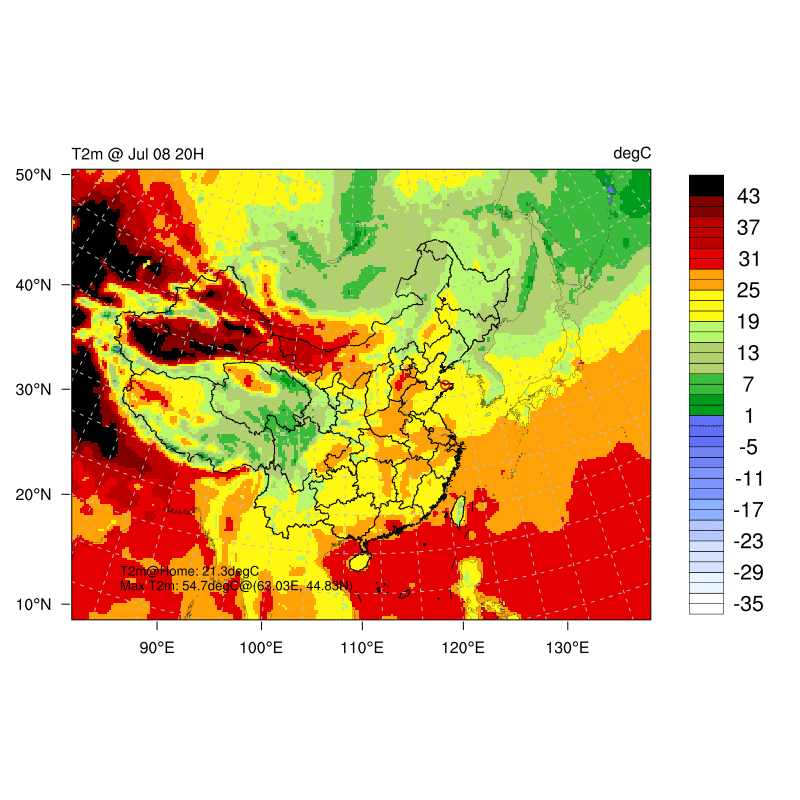 T2m @ Jul 08 20H
degC
50°N
40°N
30°N
20°N
10°N
T2m@Home: 21.3degC
Max T2m: 54.7degC@(63.03E, 44.83N)
90°E
100°E
110°E
120°E
130°E
43
37
31
25
19
13
7
1
-5
-11
-17
-23
-29
-35